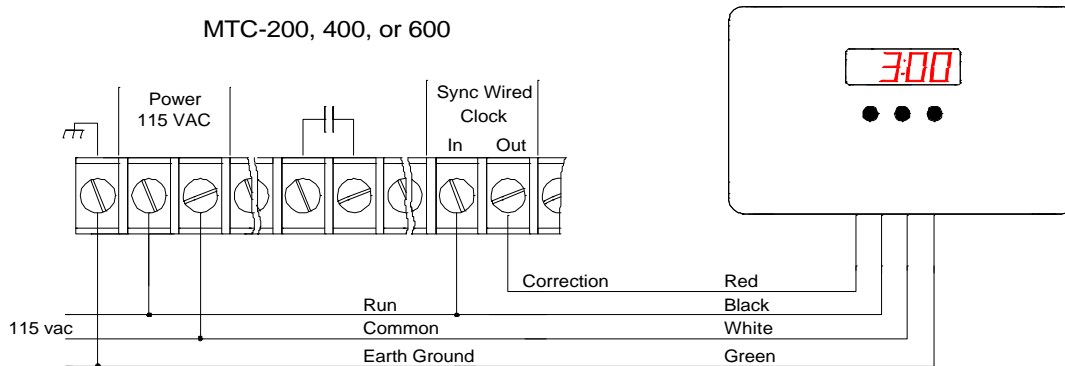 MTC-200, 400, or 600
3:00
Power
115 VAC
Sync Wired
Clock
In Out
Correction Red
Run Black
115 vac Common White
Earth Ground Green